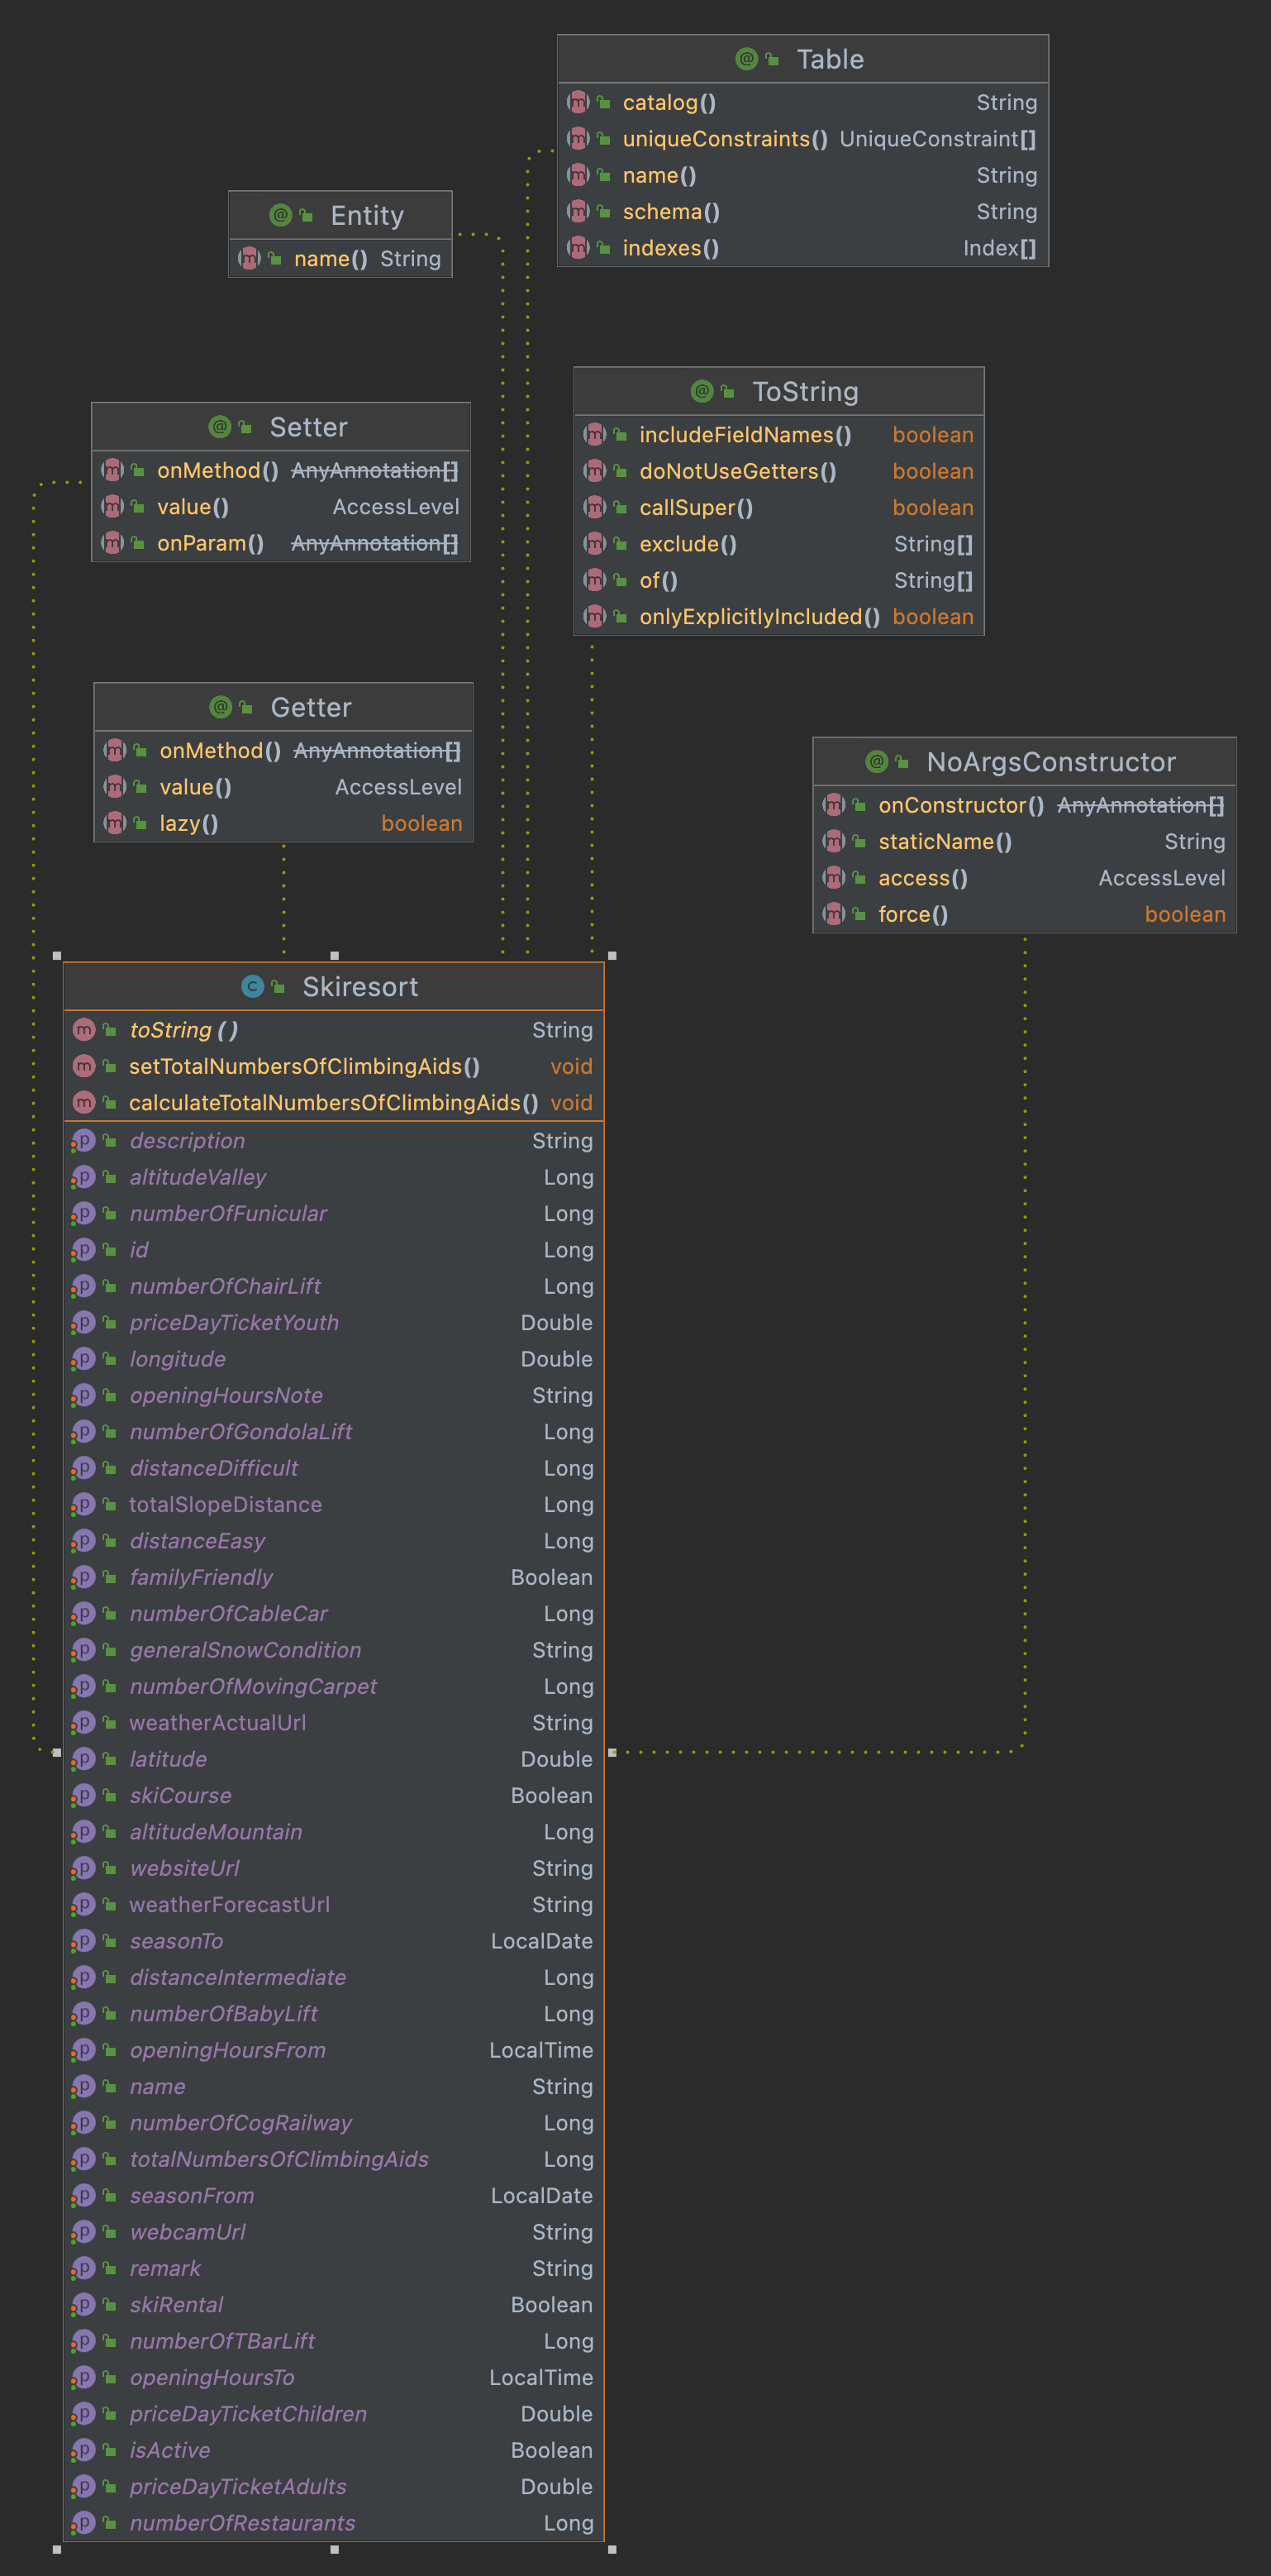 Table
catalog() String
uniqueConstraints() UniqueConstraint[]
name() String
schema() String
indexes() Index[]
Entity
name() String
Setter
onMethod() AnyAnnotation[]
value() AccessLevel
onParam() AnyAnnotation[]
ToString
includeFieldNames() boolean
doNotUseGetters() boolean
callSuper() boolean
exclude() String[]
of() String[]
onlyExplicitlyIncluded() boolean
Getter
onMethod() AnyAnnotation[]
value() AccessLevel
lazy() boolean
NoArgsConstructor
onConstructor() AnyAnnotation[]
staticName() String
access() AccessLevel
force() boolean
Skiresort
toString () String
setTotalNumbersOfClimbingAids() void
calculateTotalNumbersOfClimbingAids() void
description String
altitudeValley Long
numberOfFunicular Long
id Long
numberOfChairLift Long
priceDayTicketYouth Double
longitude Double
openingHoursNote String
numberOfGondolaLift Long
distanceDifficult Long
totalSlopeDistance Long
distanceEasy Long
familyFriendly Boolean
numberOfCableCar Long
generalSnowCondition String
numberOfMovingCarpet Long
weatherActualUrl String
latitude Double
skiCourse Boolean
altitudeMountain Long
websiteUrl String
weatherForecastUrl String
seasonTo LocalDate
distanceIntermediate Long
numberOfBabyLift Long
openingHoursFrom LocalTime
name String
numberOfCogRailway Long
totalNumbersOfClimbingAids Long
seasonFrom LocalDate
webcamUrl String
remark String
skiRental Boolean
numberOfTBarLift Long
openingHoursTo LocalTime
priceDayTicketChildren Double
isActive Boolean
priceDayTicketAdults Double
numberOfRestaurants Long